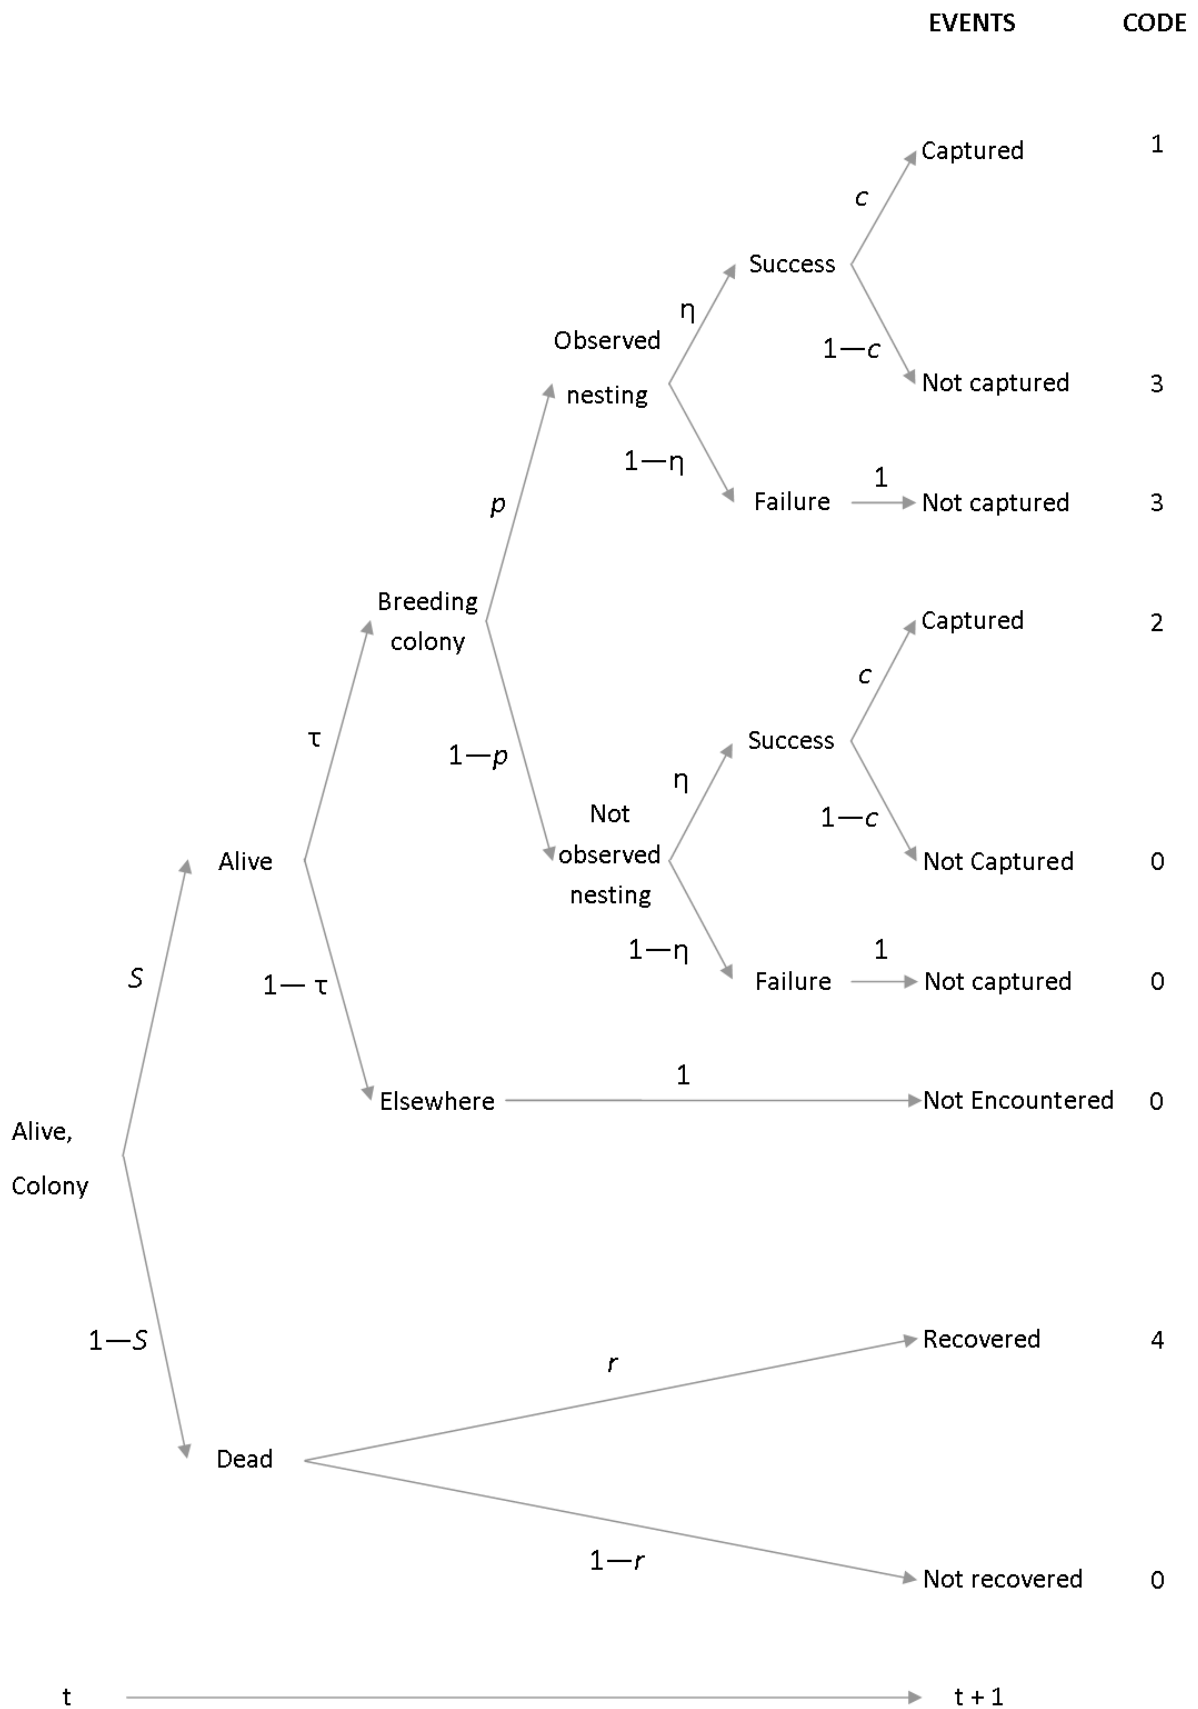 EVENTS CODE
Captured 1
c
Success
η
1—c
Observed
nesting
Not captured 3
1—η
1
p
Failure
Not captured 3
Breeding
colony
Captured 2
c
τ
Success
1—p
η
Not
observed
nesting
1—c
Alive
Not Captured 0
1—η
1
S
1— τ
Failure
Not captured 0
1
Elsewhere
Not Encountered 0
Alive,
Colony
1—S
r
Recovered 4
Dead
1—r
Not recovered 0
t
t + 1